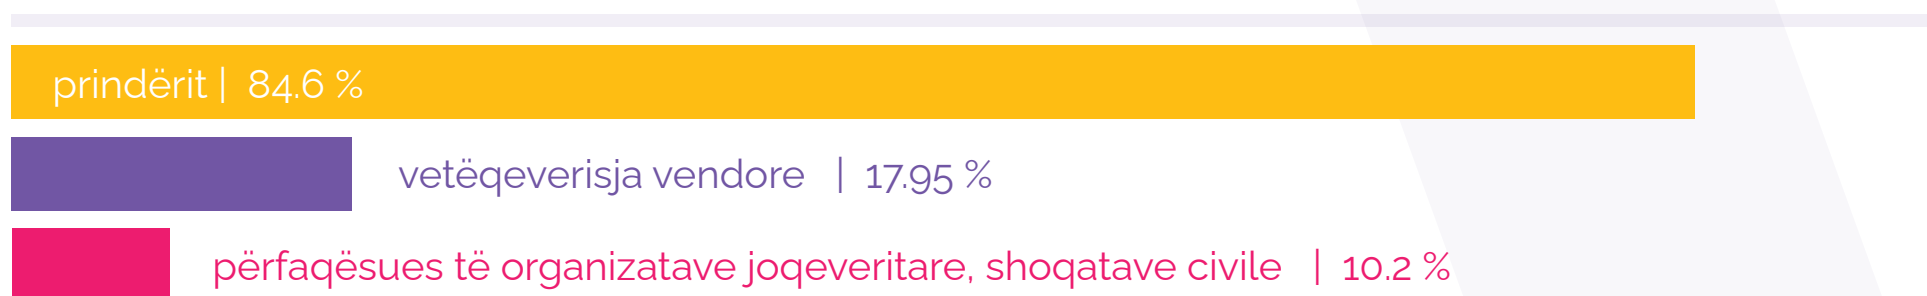 prindërit | 84.6 %
vetëqeverisja vendore | 17.95 %
përfaqësues të organizatave joqeveritare, shoqatave civile | 10.2 %